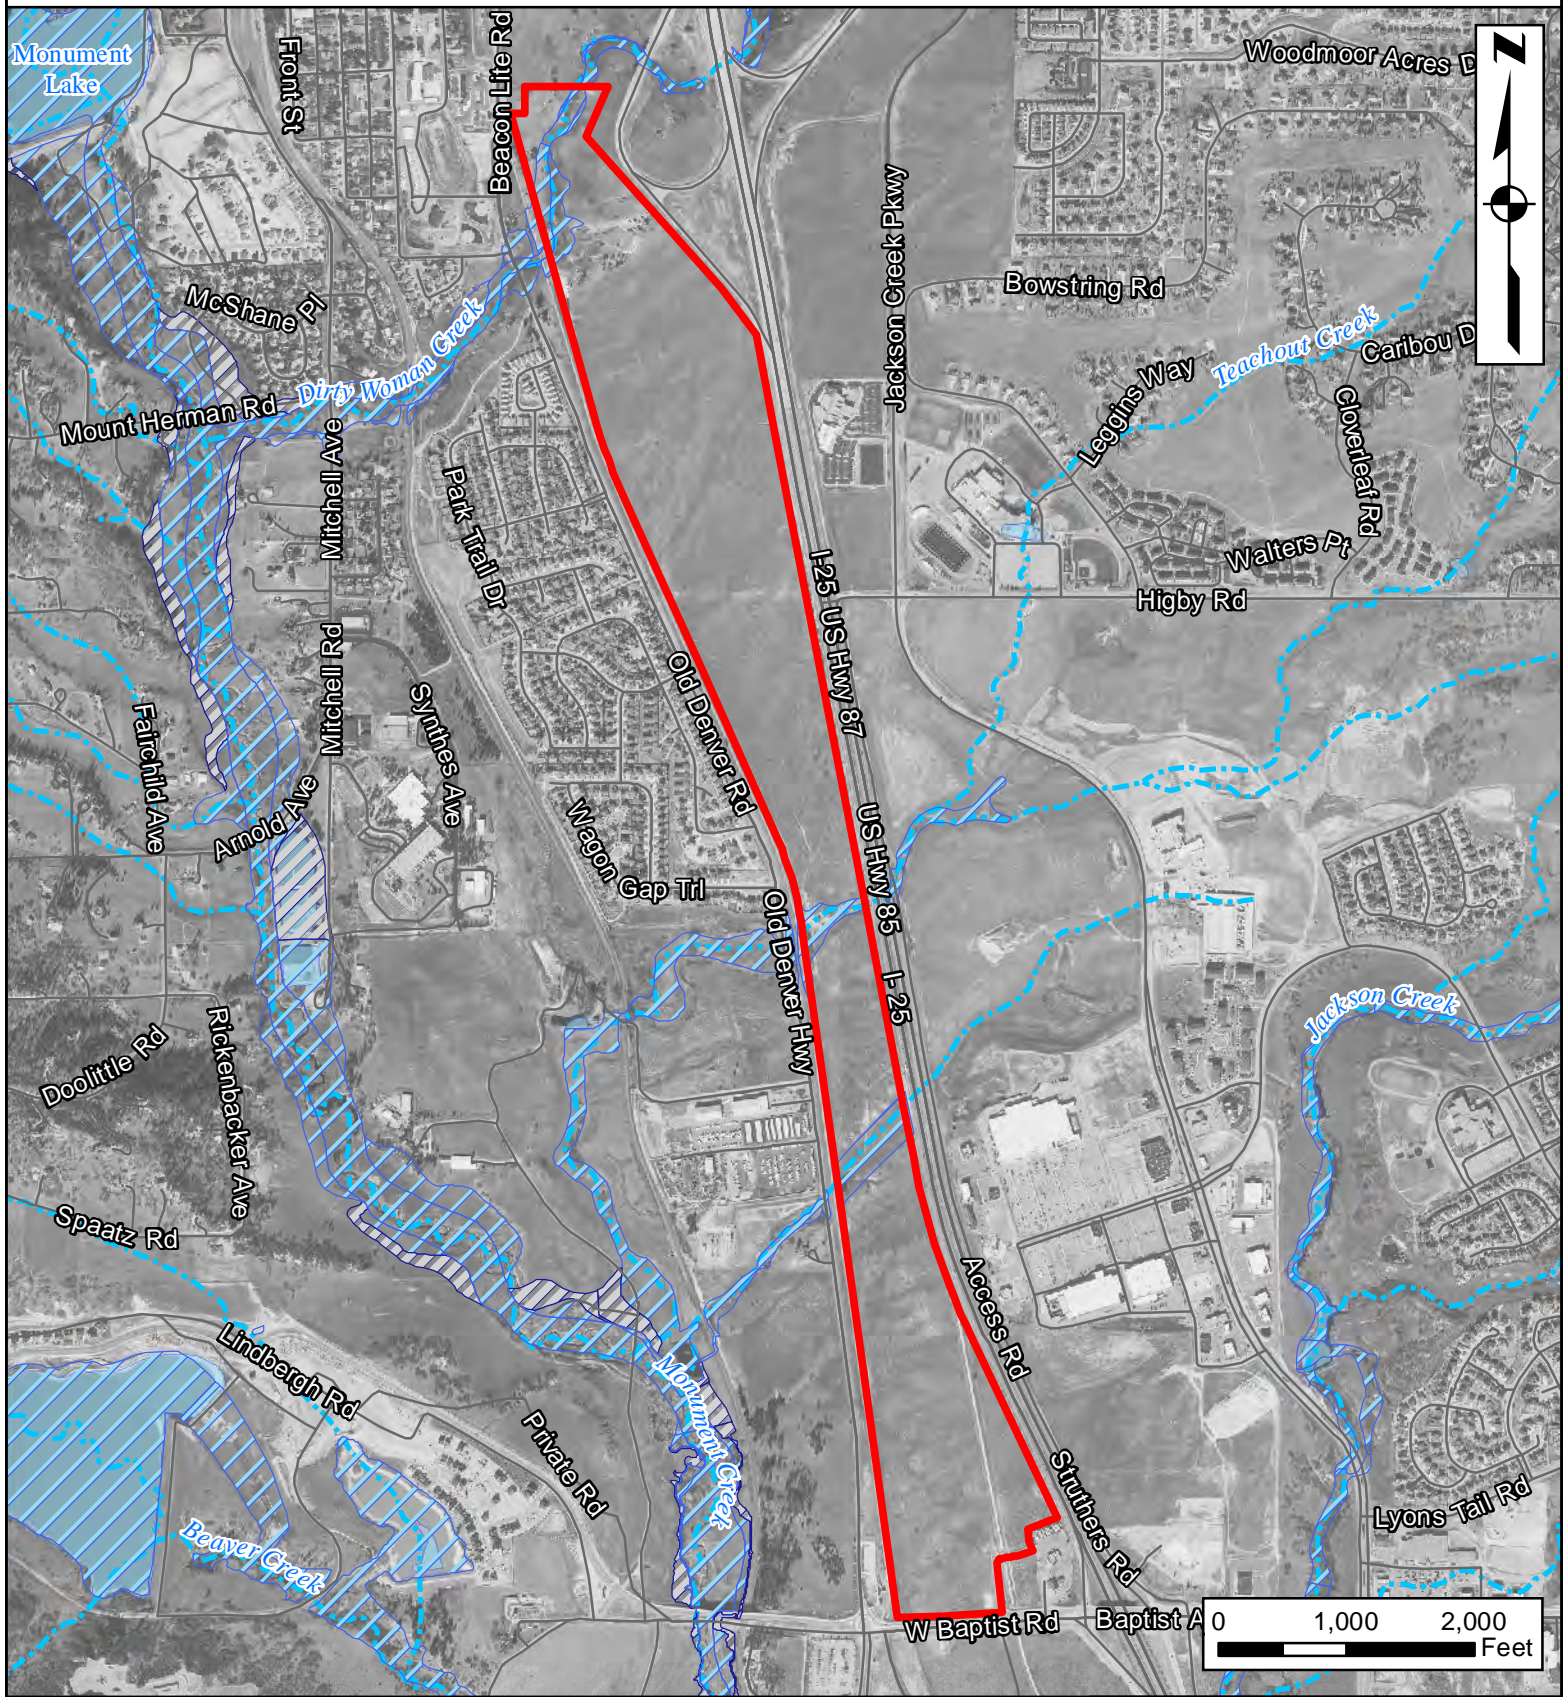 Monument
Lake
Front St
Beacon Lite Rd
Woodmoor Acres D
N
Jackson Creek Pkwy
McShane Pl
Bowstring Rd
Dirty Woman Creek
Teachout Creek
Caribou D
Mount Herman Rd
Leggins Way
Mitchell Ave
Park Trail Dr
Cloverleaf Rd
Walters Pt
I-25 US Hwy 87
Higby Rd
Mitchell Rd
Old Denver Rd
Synthes Ave
Fairchild Ave
Arnold Ave
Wagon
Gap Trl
US Hwy 85
I-25
Old Denver Hwy
Jackson Creek
Doolittle Rd
Rickenbacker Ave
Spaatz Rd
Access Rd
Lindbergh Rd
Monument Creek
Private Rd
Struthers Rd
Lyons Tail Rd
Beaver Creek
W Baptist Rd
Baptist A
0 1,000 2,000
Feet